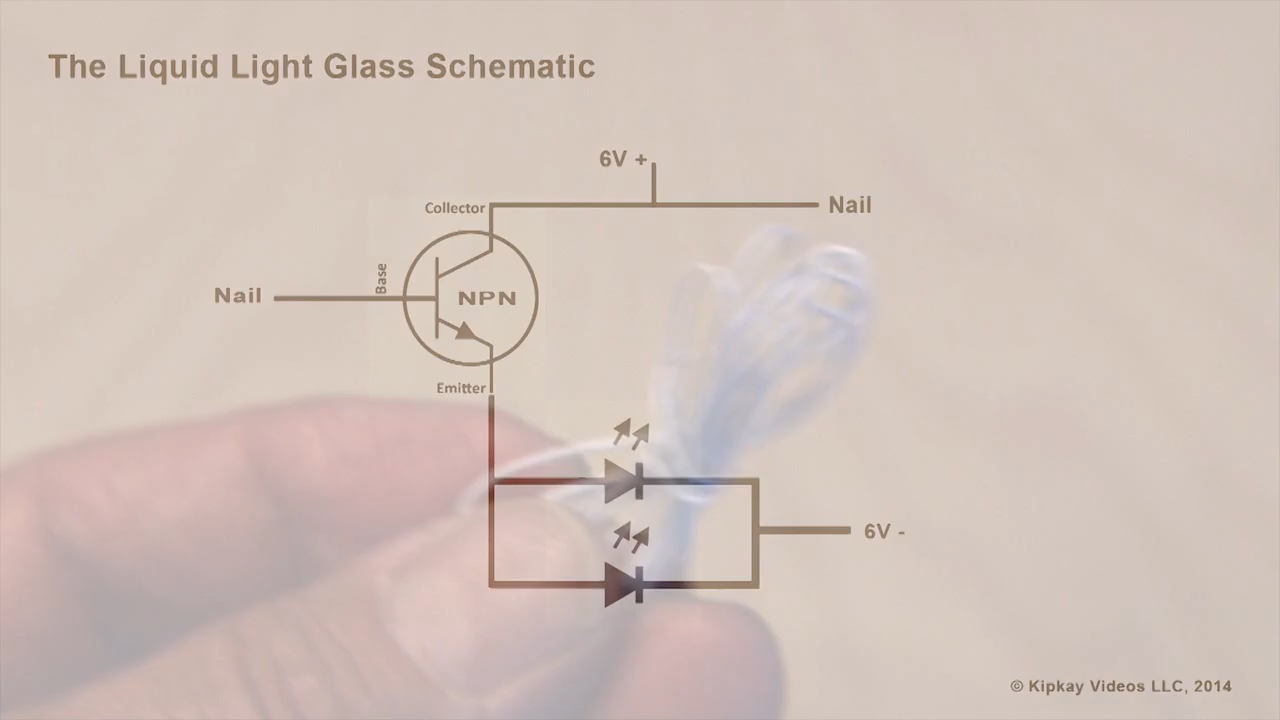 The Liquid Light Glass Schematic
6V +
Collector
Nail
Base
Nail
NPN
Emitter
6V -
© Kipkay Videos LLC, 2014